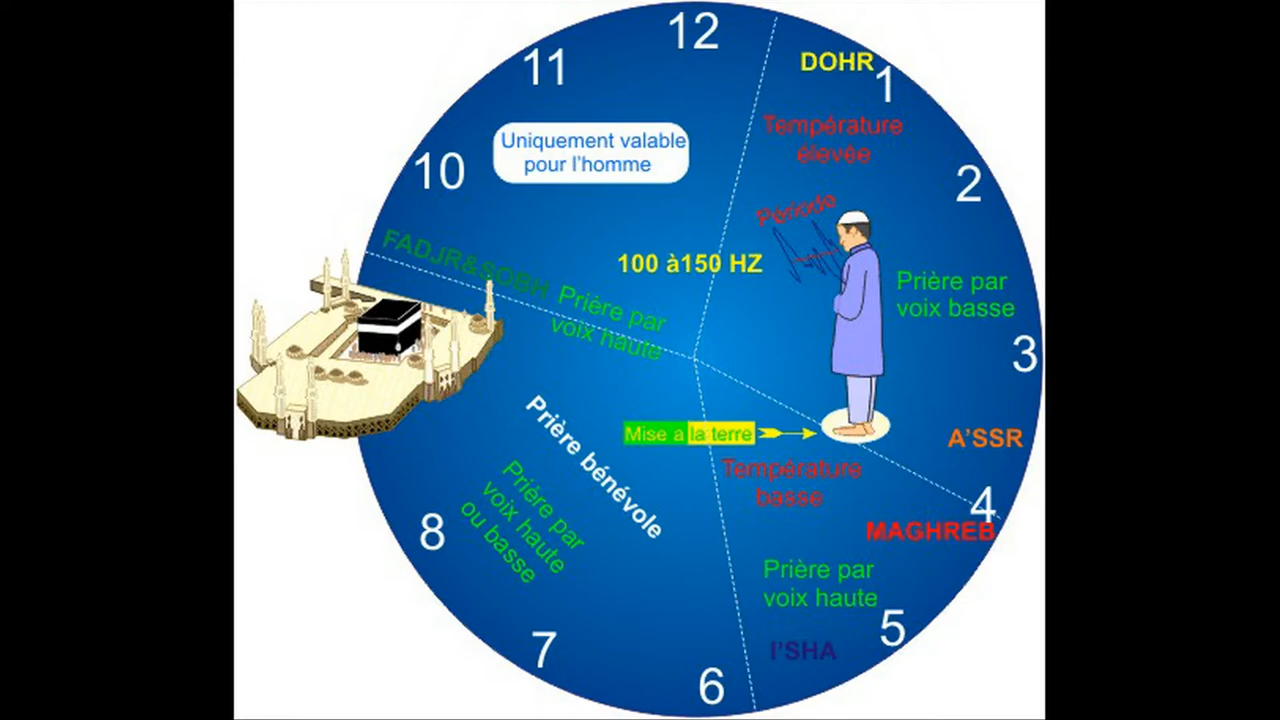 12
11
DOHR
1
Température
élevée
Uniquement valable
pour l'homme
10
2
Période
FADJR&SOBH
100 à150 HZ
Prière par
voix basse
Prière par
voix haute
3
Prière bénévole
Mise a la terre
A'SSR
Température
basse
4
MAGHREB
Prière par
voix haute
ou basse
8
Prière par
voix haute
5
7
I'SHA
6